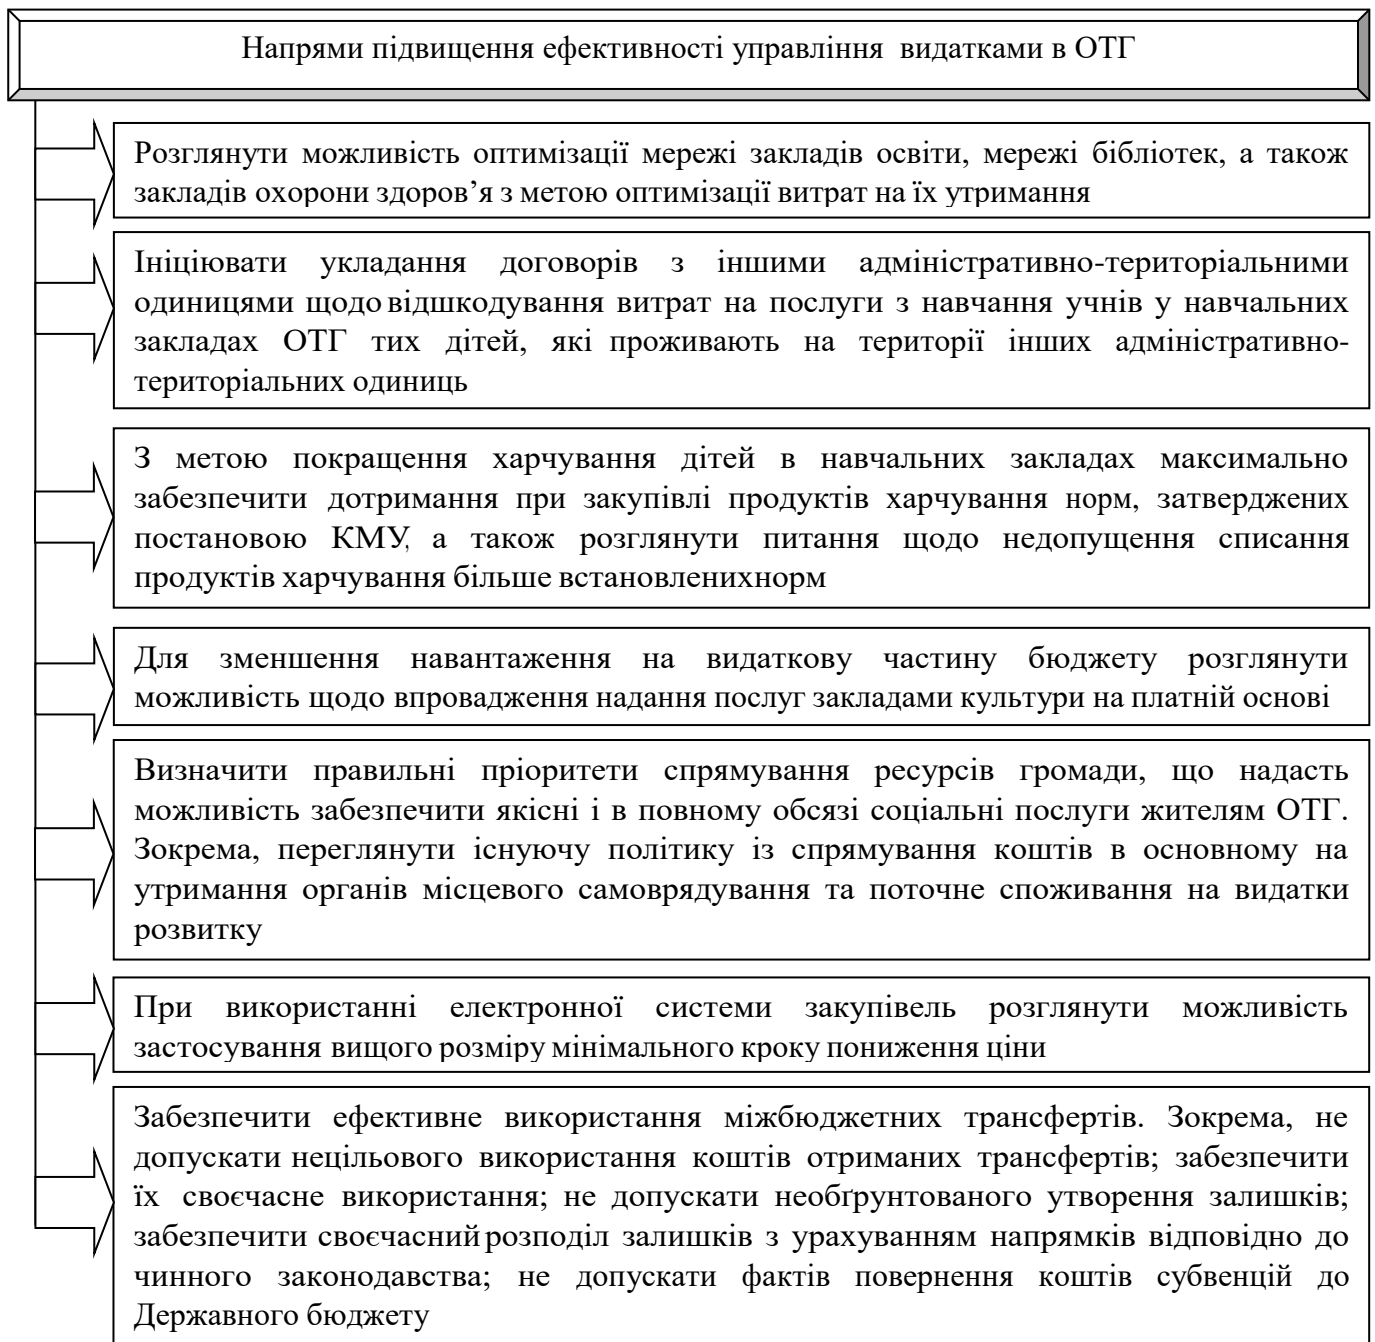 Напрями підвищення ефективності управління видатками в ОТГ
Розглянути можливість оптимізації мережі закладів освіти, мережі бібліотек, а також
закладів охорони здоров’я з метою оптимізації витрат на їх утримання
Ініціювати укладання договорів з іншими адміністративно-територіальними
одиницями щодо відшкодування витрат на послуги з навчання учнів у навчальних
закладах ОТГ тих дітей, які проживають на території інших адміністративно-
територіальних одиниць
З метою покращення харчування дітей в навчальних закладах максимально
забезпечити дотримання при закупівлі продуктів харчування норм, затверджених
постановою КМУ, а також розглянути питання щодо недопущення списання
продуктів харчування більше встановленихнорм
Для зменшення навантаження на видаткову частину бюджету розглянути
можливість щодо впровадження надання послуг закладами культури на платній основі
Визначити правильні пріоритети спрямування ресурсів громади, що надасть
можливість забезпечити якісні і в повному обсязі соціальні послуги жителям ОТГ.
Зокрема, переглянути існуючу політику із спрямування коштів в основному на
утримання органів місцевого самоврядування та поточне споживання на видатки
розвитку
При використанні електронної системи закупівель розглянути можливість
застосування вищого розміру мінімального кроку пониження ціни
Забезпечити ефективне використання міжбюджетних трансфертів. Зокрема, не
допускати нецільового використання коштів отриманих трансфертів; забезпечити
їх своєчасне використання; не допускати необґрунтованого утворення залишків;
забезпечити своєчасний розподіл залишків з урахуванням напрямків відповідно до
чинного законодавства; не допускати фактів повернення коштів субвенцій до
Державного бюджету